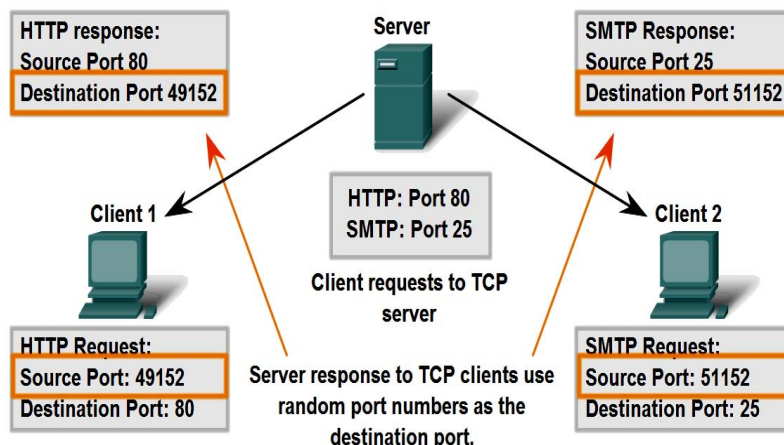 HTTP response:
Source Port 80
Destination Port 49152
Server
SMTP Response:
Source Port 25
Destination Port 51152
HTTP: Port 80
SMTP: Port 25
Client 1
Client 2
Client requests to TCP
server
HTTP Request:
Source Port: 49152
Destination Port: 80
Server response to TCP clients use
random port numbers as the
destination port.
SMTP Request:
Source Port: 51152
Destination Port: 25